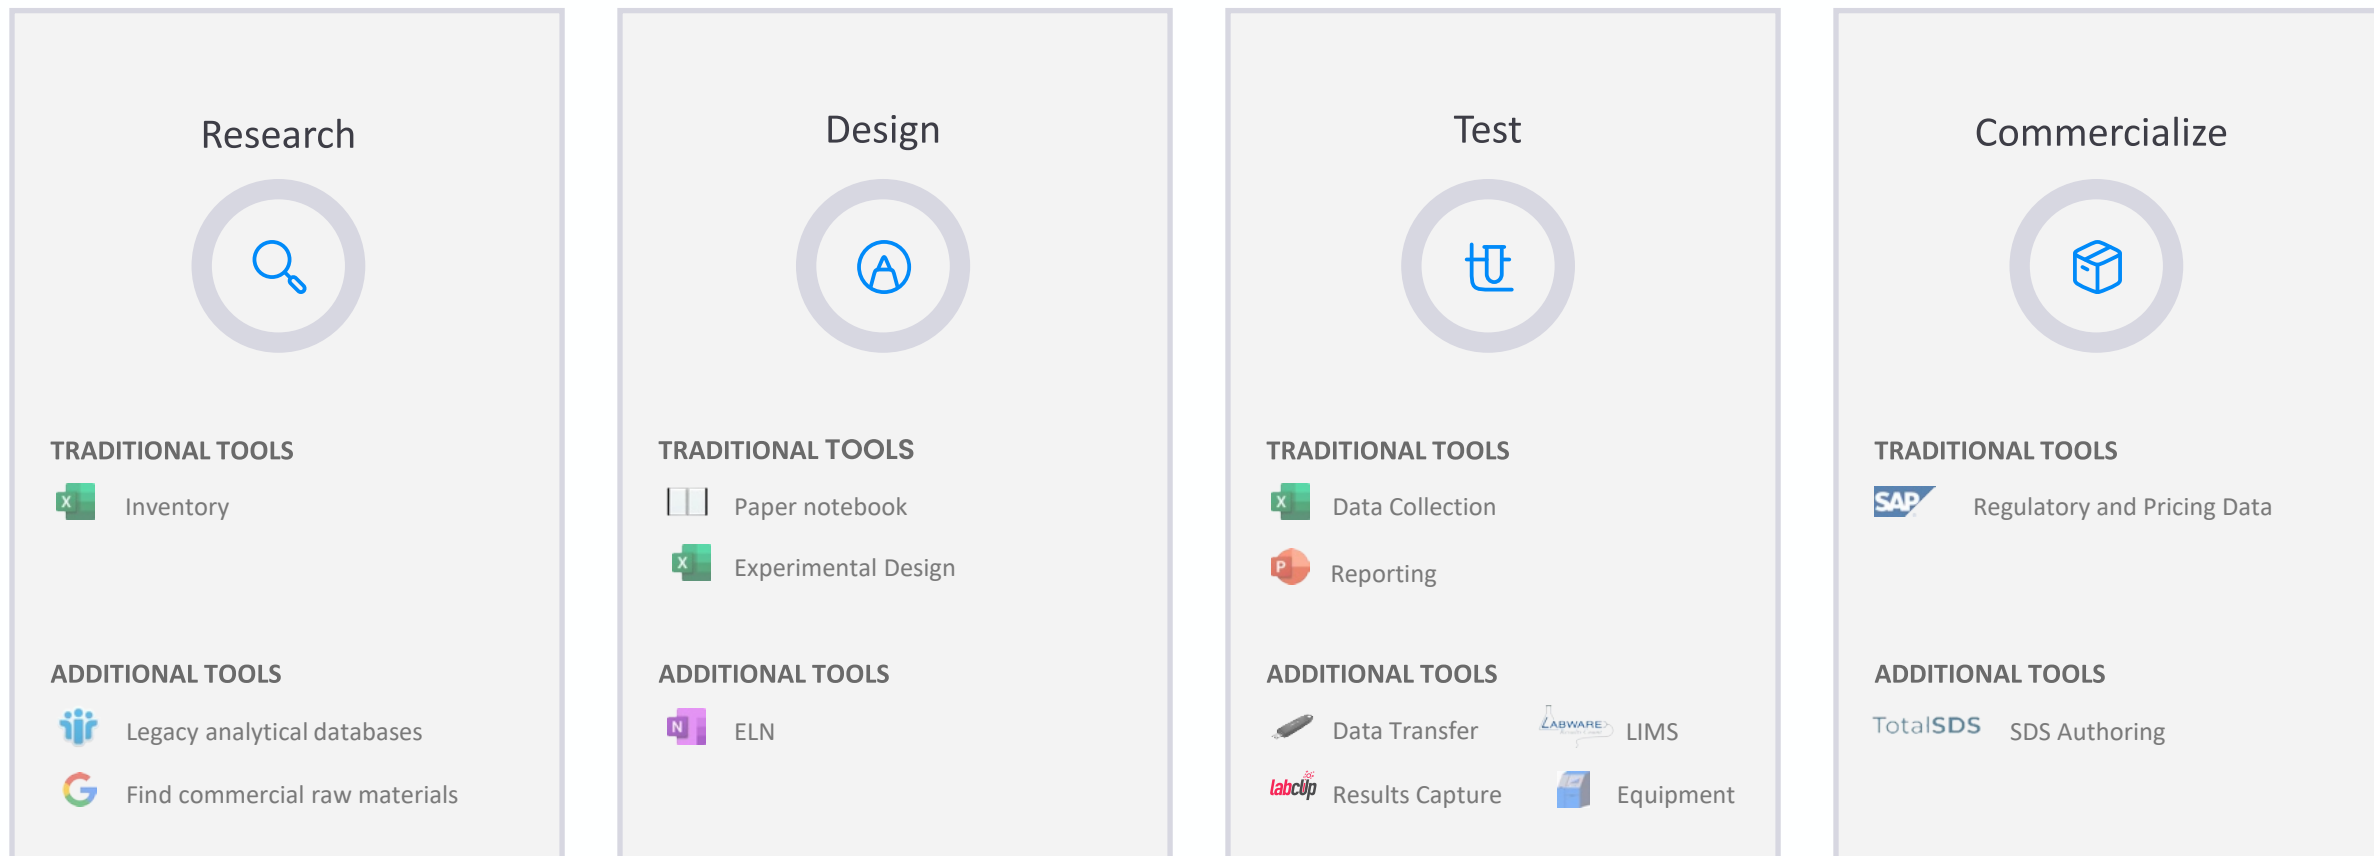 Research
TRADITIONAL TOOLS
X Inventory
ADDITIONAL TOOLS
Legacy analytical databases
G Find commercial raw materials
Design
TRADITIONAL TOOLS
Paper notebook
X Experimental Design
ADDITIONAL TOOLS
N ELN
Test
TRADITIONAL TOOLS
X Data Collection
P Reporting
ADDITIONAL TOOLS
Data Transfer
LABWARE LIMS
labcup Results Capture
Equipment
Commercialize
TRADITIONAL TOOLS
SAP Regulatory and Pricing Data
ADDITIONAL TOOLS
TotalSDS SDS Authoring